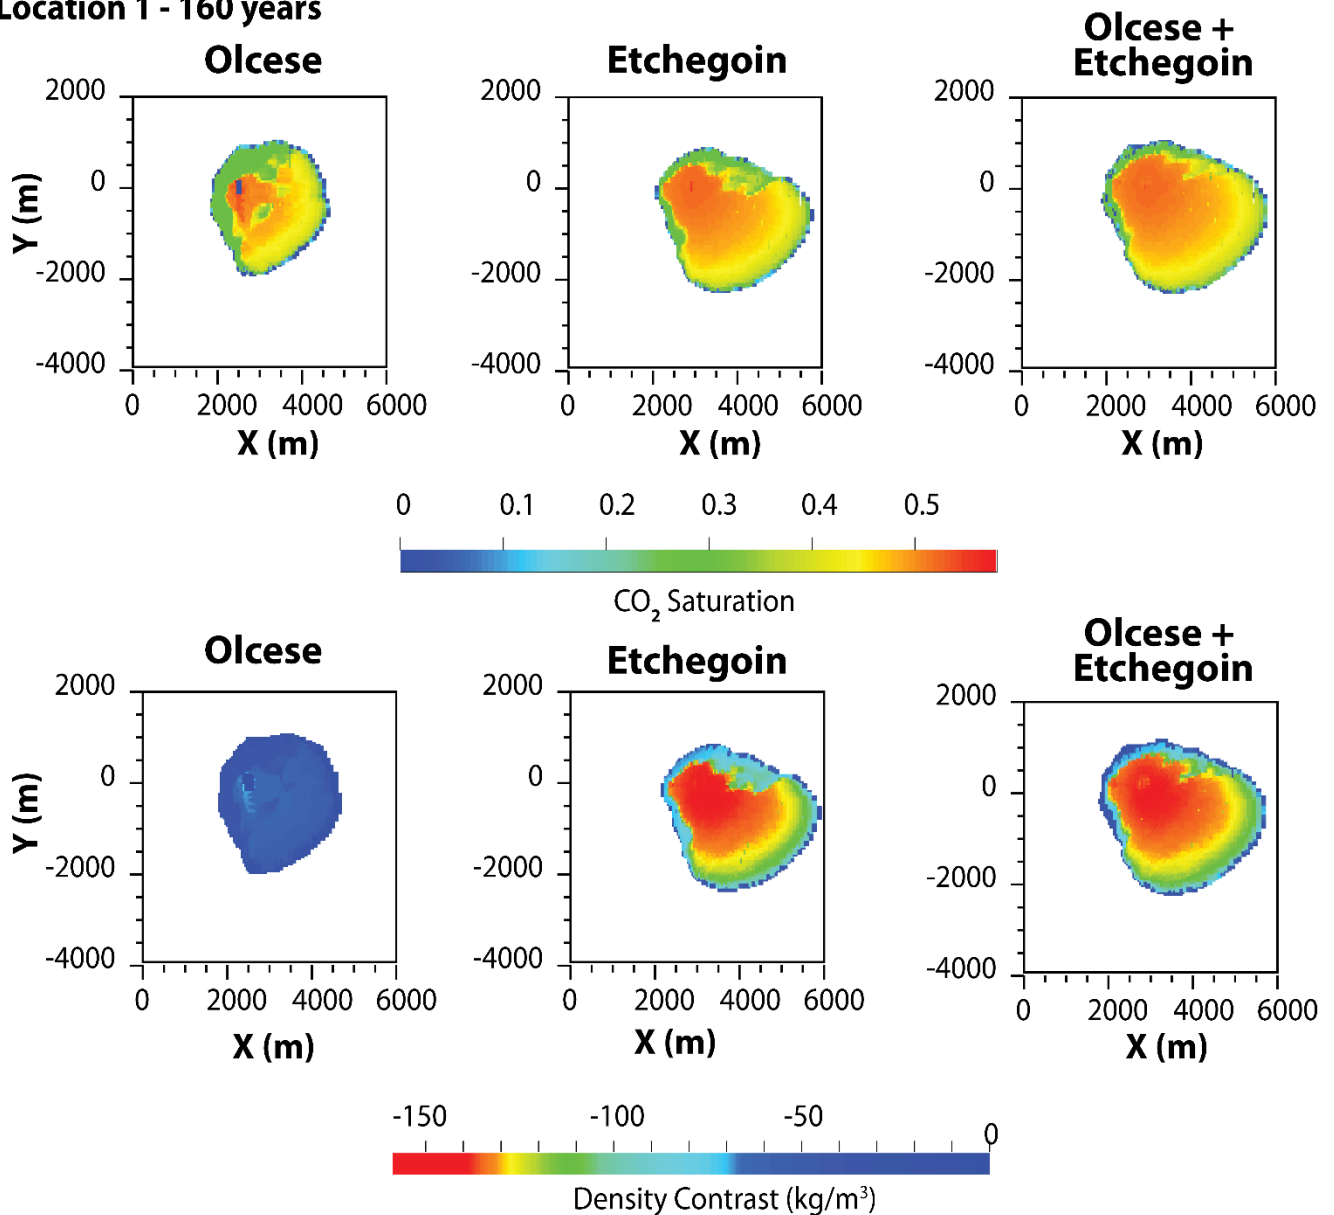 Location 1 - 160 years
Olcese
Etchegoin
Olcese +
Etchegoin
2000
0
-2000
-4000
Y (m)
0 2000 4000 6000
X (m)
2000
0
-2000
-4000
0 2000 4000 6000
X (m)
2000
0
-2000
-4000
0 2000 4000 6000
X (m)
0 0.1 0.2 0.3 0.4 0.5
CO₂ Saturation
Olcese
Etchegoin
Olcese +
Etchegoin
2000
0
-2000
-4000
Y (m)
0 2000 4000 6000
X (m)
2000
0
-2000
-4000
0 2000 4000 6000
X (m)
2000
0
-2000
-4000
0 2000 4000 6000
X (m)
-150 -100 -50 0
Density Contrast (kg/m³)